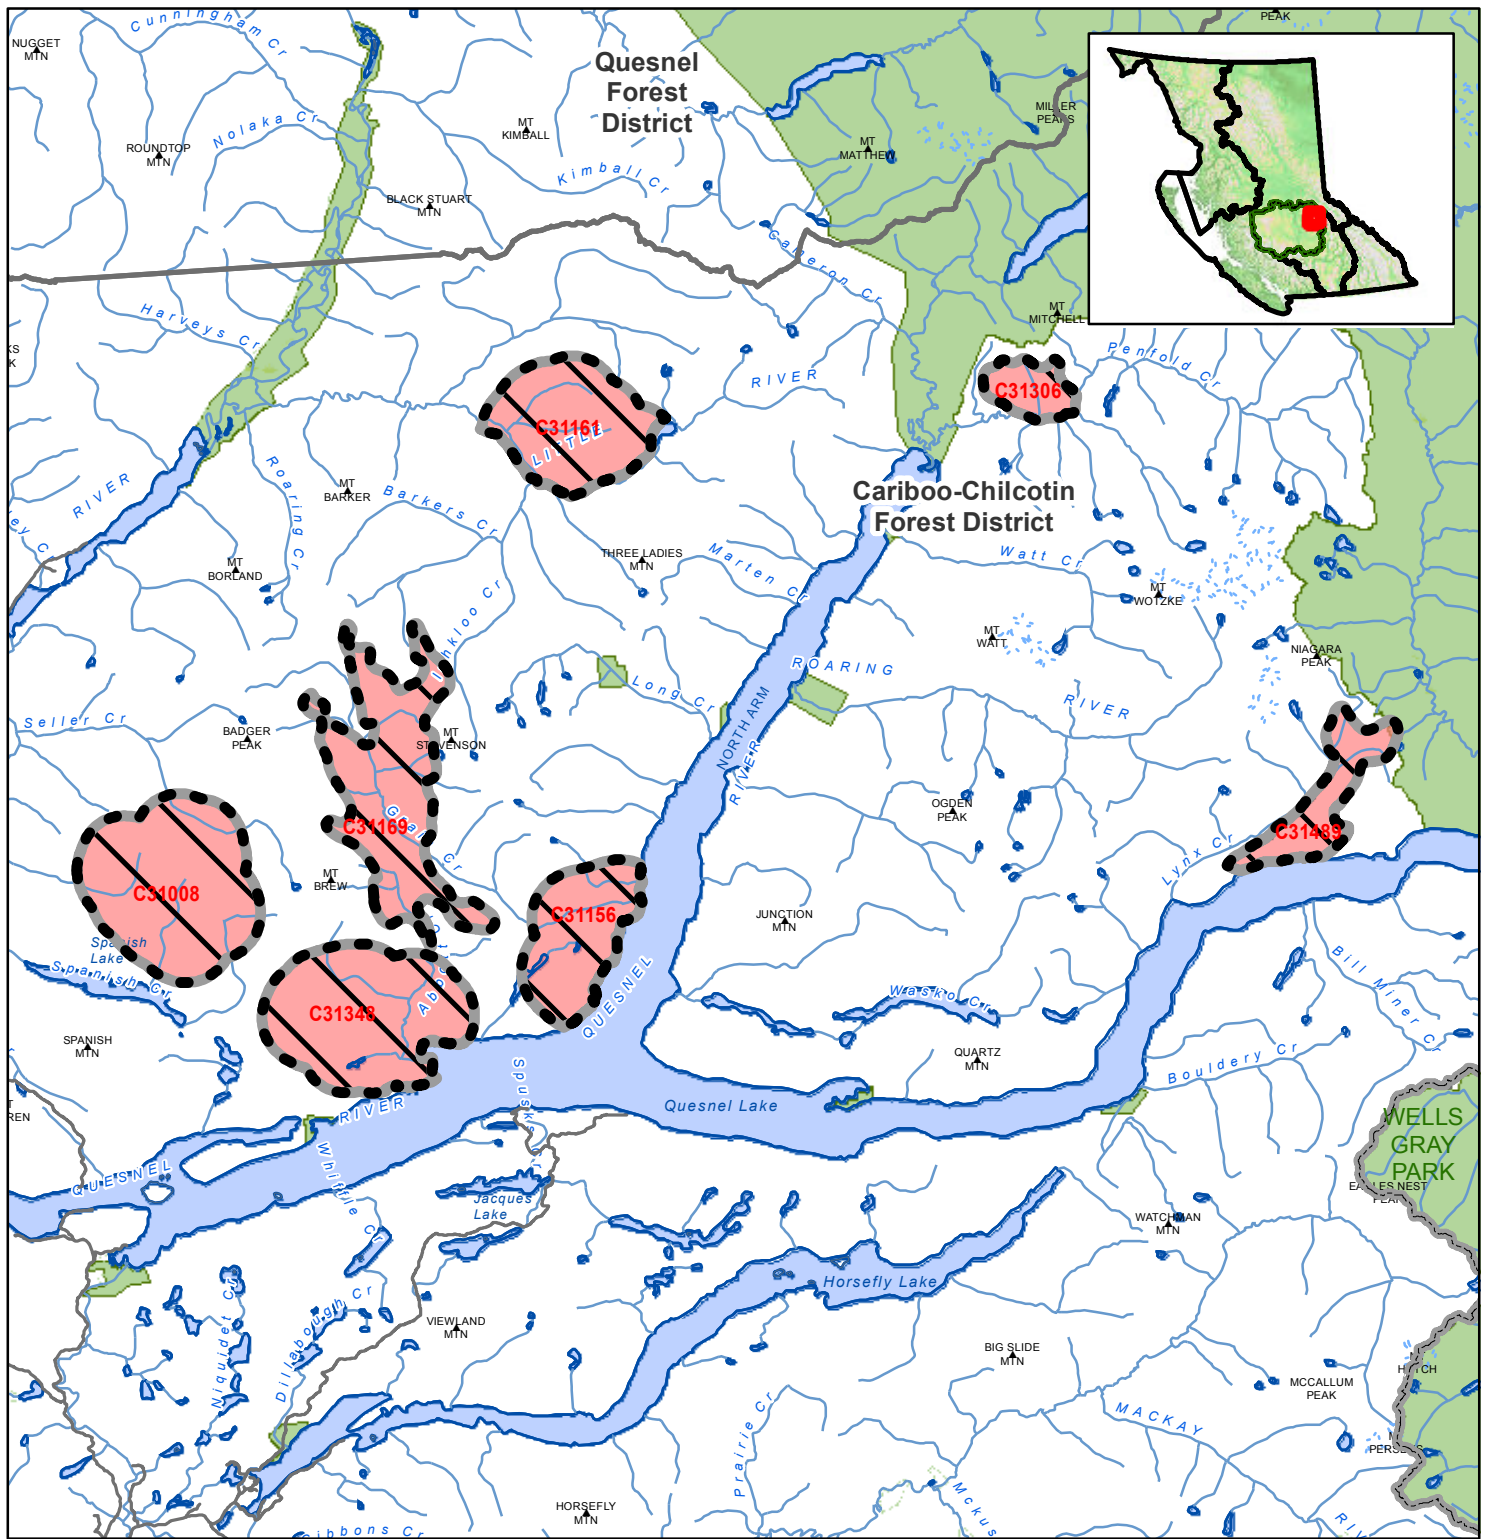 PEAK
NUGGET
MTN
Cunningham Cr
Quesnel
Forest
District
MILLER
PEAKS
Nolaka Cr
MT
KIMBALL
ROUNDTOP
MTN
MT
MATTHEW
Kimball Cr
BLACK STUART
MTN
Cameron Cr
Harveys Cr
MT
MITCHELL
Penfold Cr
RIVER
C31306
C31161
LITTLE
RIVER
Roaring Cr
MT
BARKER
Barkers Cr
Cariboo-Chilcotin
Forest District
MT
BORLAND
THREE LADIES
MTN
Marten Cr
Watt Cr
MT
WOTZKE
MT
WATT
NIAGARA
PEAK
ROARING
RIVER
Long Cr
NORTH ARM
RIVER
Seller Cr
BADGER
PEAK
MT
STEVENSON
OGDEN
PEAK
C31169
C31489
Lynx Cr
MT
BREW
C31008
C31156
JUNCTION
MTN
Spanish
Lake
Spanish Cr
C31348
QUESNEL
Wasko Cr
Bill Miner Cr
SPANISH
MTN
QUARTZ
MTN
Bouldery Cr
RIVER
Quesnel Lake
WELLS
GRAY
PARK
QUESNEL
Whiffle Cr
Jacques
Lake
EAGLES NEST
PEAK
WATCHMAN
MTN
Horsefly Lake
Niquidet Cr
Dillabough Cr
VIEWLAND
MTN
BIG SLIDE
MTN
MCCALLUM
PEAK
Prairie Cr
MACKAY
HORSEFLY
MTN